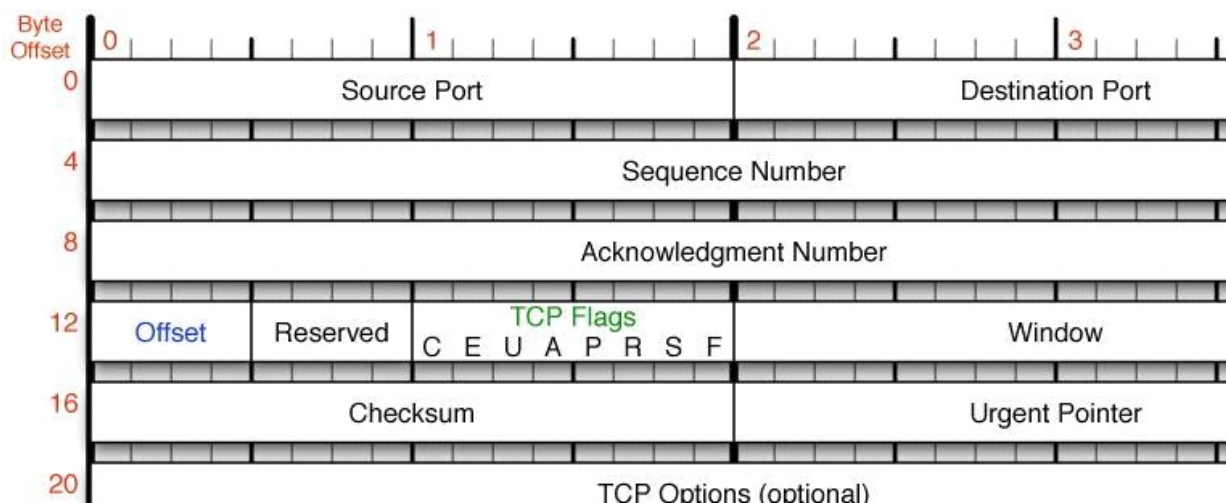 Byte
Offset
0 1 2 3
0
Source Port Destination Port
4
Sequence Number
8
Acknowledgment Number
12
TCP Flags
Offset Reserved Window
C E U A P R S F
16
Checksum Urgent Pointer
20
TCP Options (optional)